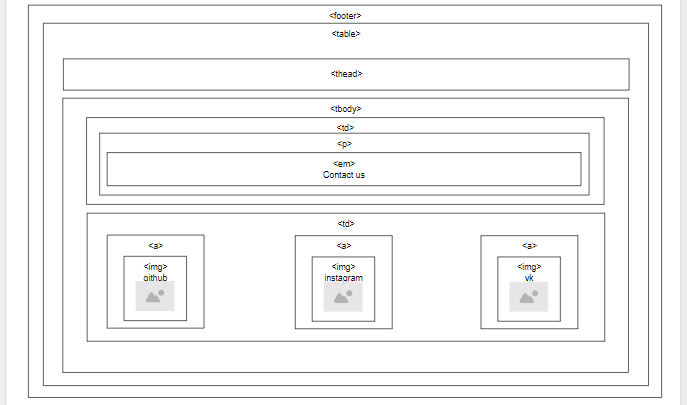 <footer>
<table>
<thead>
<tbody>
<td>
<p>
<em>
Contact us
<td>
<a> <a> <a>
<img> <img> <img>
github instagram vk